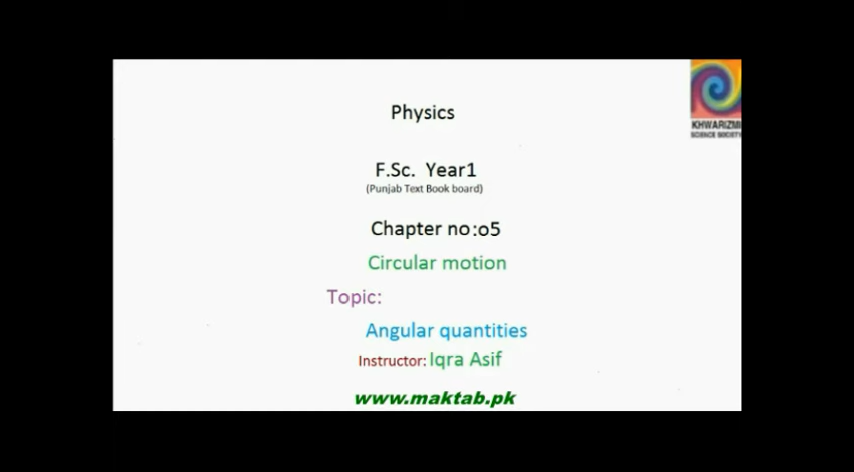 Physics
KHWARIZMI
SCIENCE SOCIETY
F.Sc. Year1
(Punjab Text Book board)
Chapter no:o5
Circular motion
Topic:
Angular quantities
Instructor: Iqra Asif
www.maktab.pk